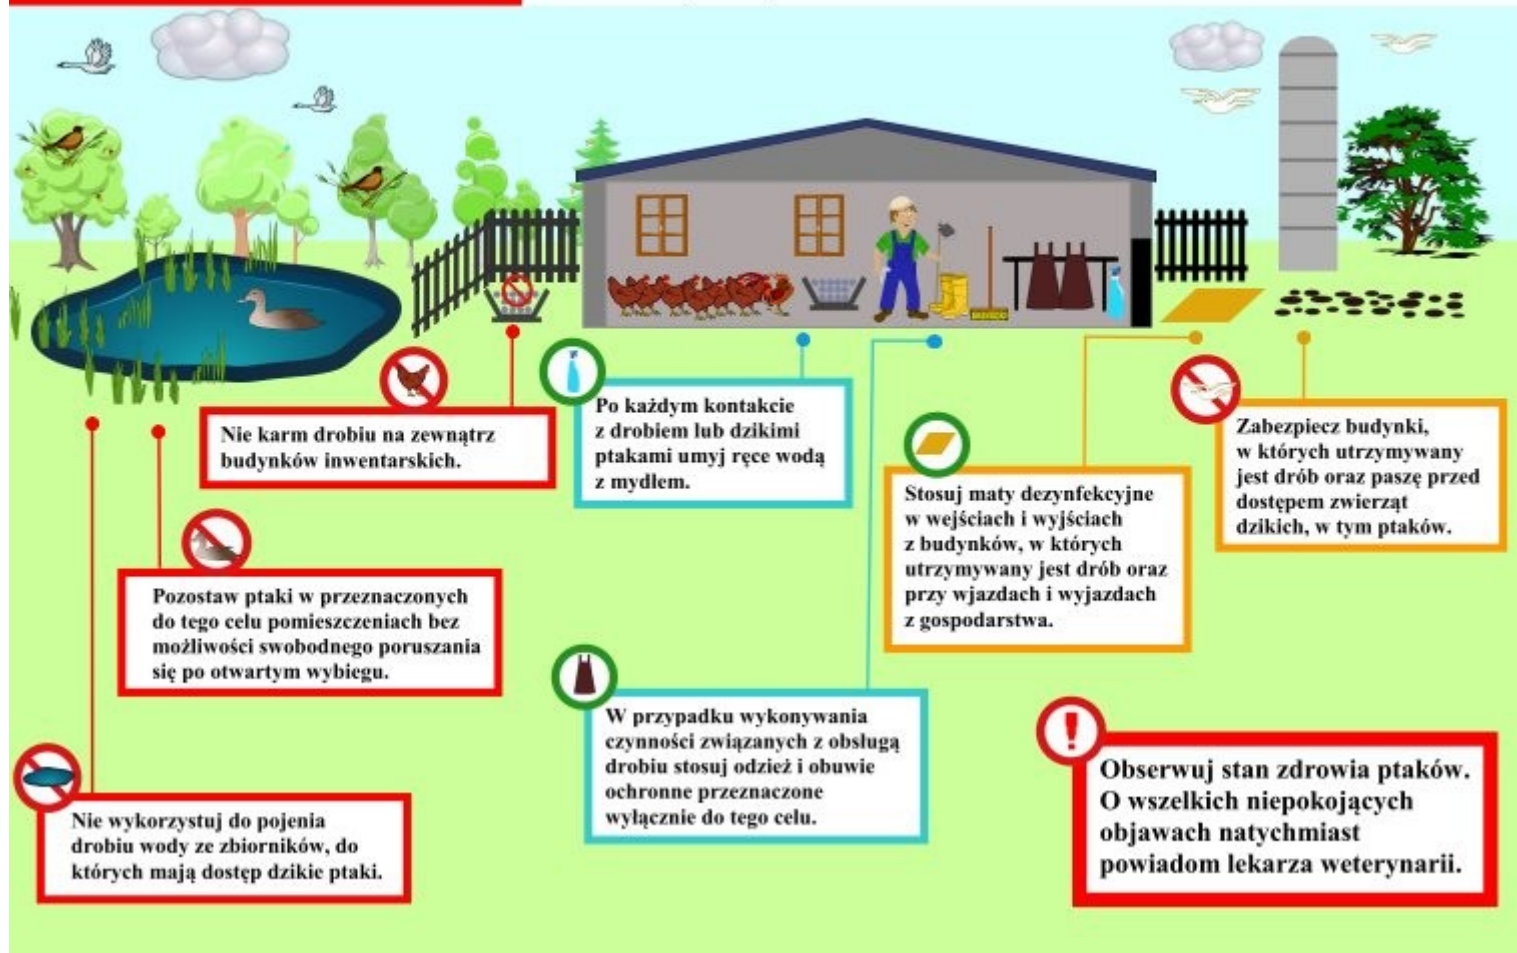 Nie karm drobiu na zewnątrz
budynków inwentarskich.
Po każdym kontakcie
z drobiem lub dzikimi
ptakami umyj ręce wodą
z mydłem.
Stosuj maty dezynfekcyjne
w wejściach i wyjściach
z budynków, w których
utrzymywany jest drób oraz
przy wjazdach i wyjazdach
z gospodarstwa.
Zabezpiecz budynki,
w których utrzymywany
jest drób oraz paszę przed
dostępem zwierząt
dzikich, w tym ptaków.
Pozostaw ptaki w przeznaczonych
do tego celu pomieszczeniach bez
możliwości swobodnego poruszania
się po otwartym wybiegu.
W przypadku wykonywania
czynności związanych z obsługą
drobiu stosuj odzież i obuwie
ochronne przeznaczone
wyłącznie do tego celu.
Nie wykorzystuj do pojenia
drobiu wody ze zbiorników, do
których mają dostęp dzikie ptaki.
Obserwuj stan zdrowia ptaków.
O wszelkich niepokojących
objawach natychmiast
powiadom lekarza weterynarii.